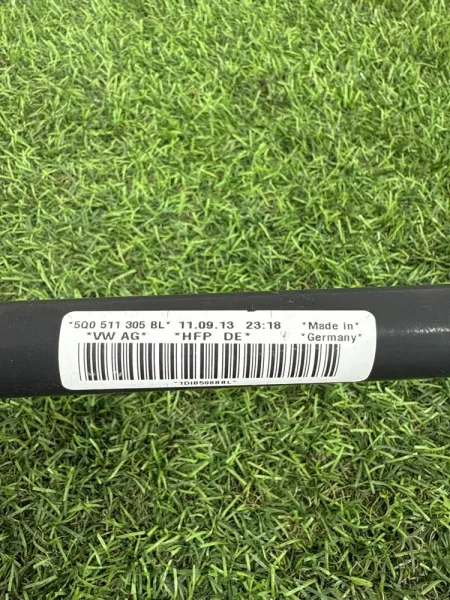 *5Q0 511 305 BL* 11.09.13 23:18 *Made in*
*VW AG* *HFP DE* *Germany*